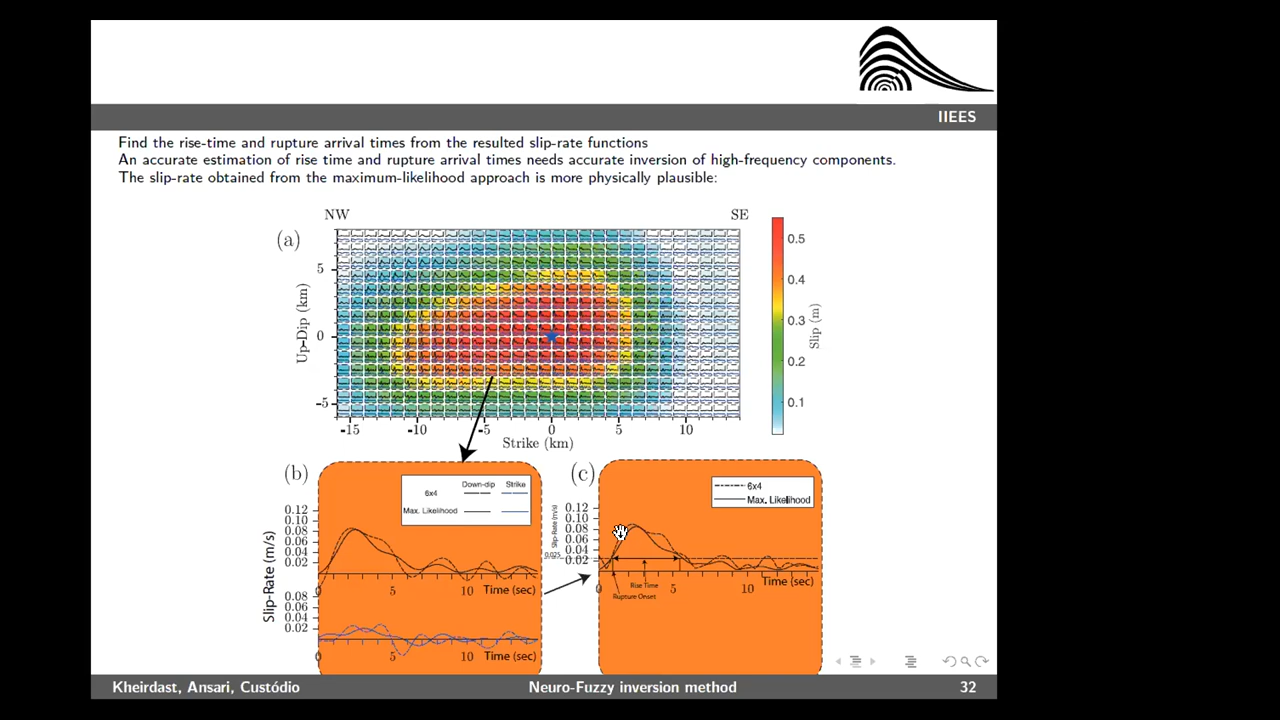 IIEES
Find the rise-time and rupture arrival times from the resulted slip-rate functions
An accurate estimation of rise time and rupture arrival times needs accurate inversion of high-frequency components.
The slip-rate obtained from the maximum-likelihood approach is more physically plausible:
NW
SE
(a)
Up-Dip (km)
5
0
-5
-15
-10
-5
0
5
10
Strike (km)
0.5
0.4
0.3
0.2
0.1
Slip (m)
(b)
Down-dip
Strike
6x4
Max. Likelihood
Slip-Rate (m/s)
0.12
0.10
0.08
0.06
0.04
0.02
5
10
Time (sec)
0.08
0.06
0.04
0.02
0
5
10
Time (sec)
(c)
6x4
Max. Likelihood
Slip-Rate (m/s)
0.12
0.10
0.08
0.06
0.04
0.025
0.02
0
5
10
Time (sec)
Rise Time
Rupture Onset
Kheirdast, Ansari, Custódio
Neuro-Fuzzy inversion method
32